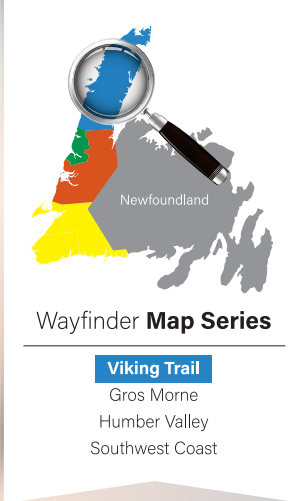 Newfoundland
Wayfinder Map Series
Viking Trail
Gros Morne
Humber Valley
Southwest Coast